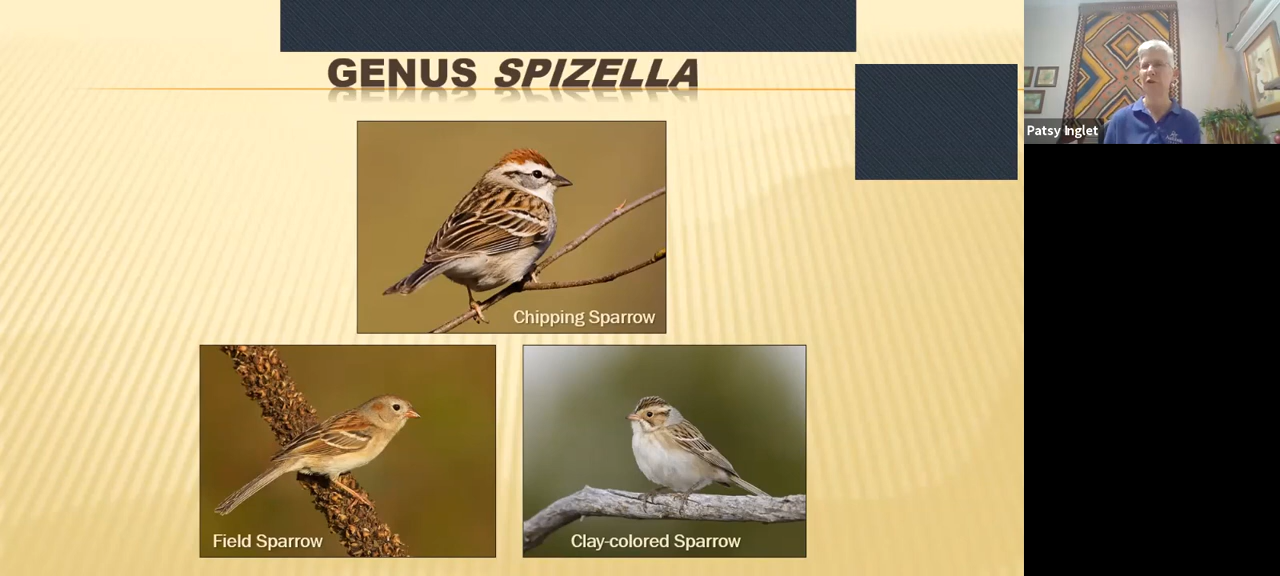 GENUS SPIZELLA
Patsy Inglet
Chipping Sparrow
Field Sparrow
Clay-colored Sparrow